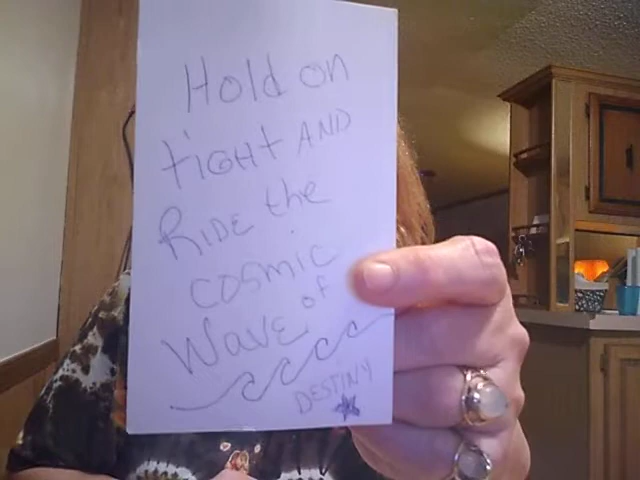 Hold on
tight AND
RIDE the
cosmic
Wave of
DESTINY